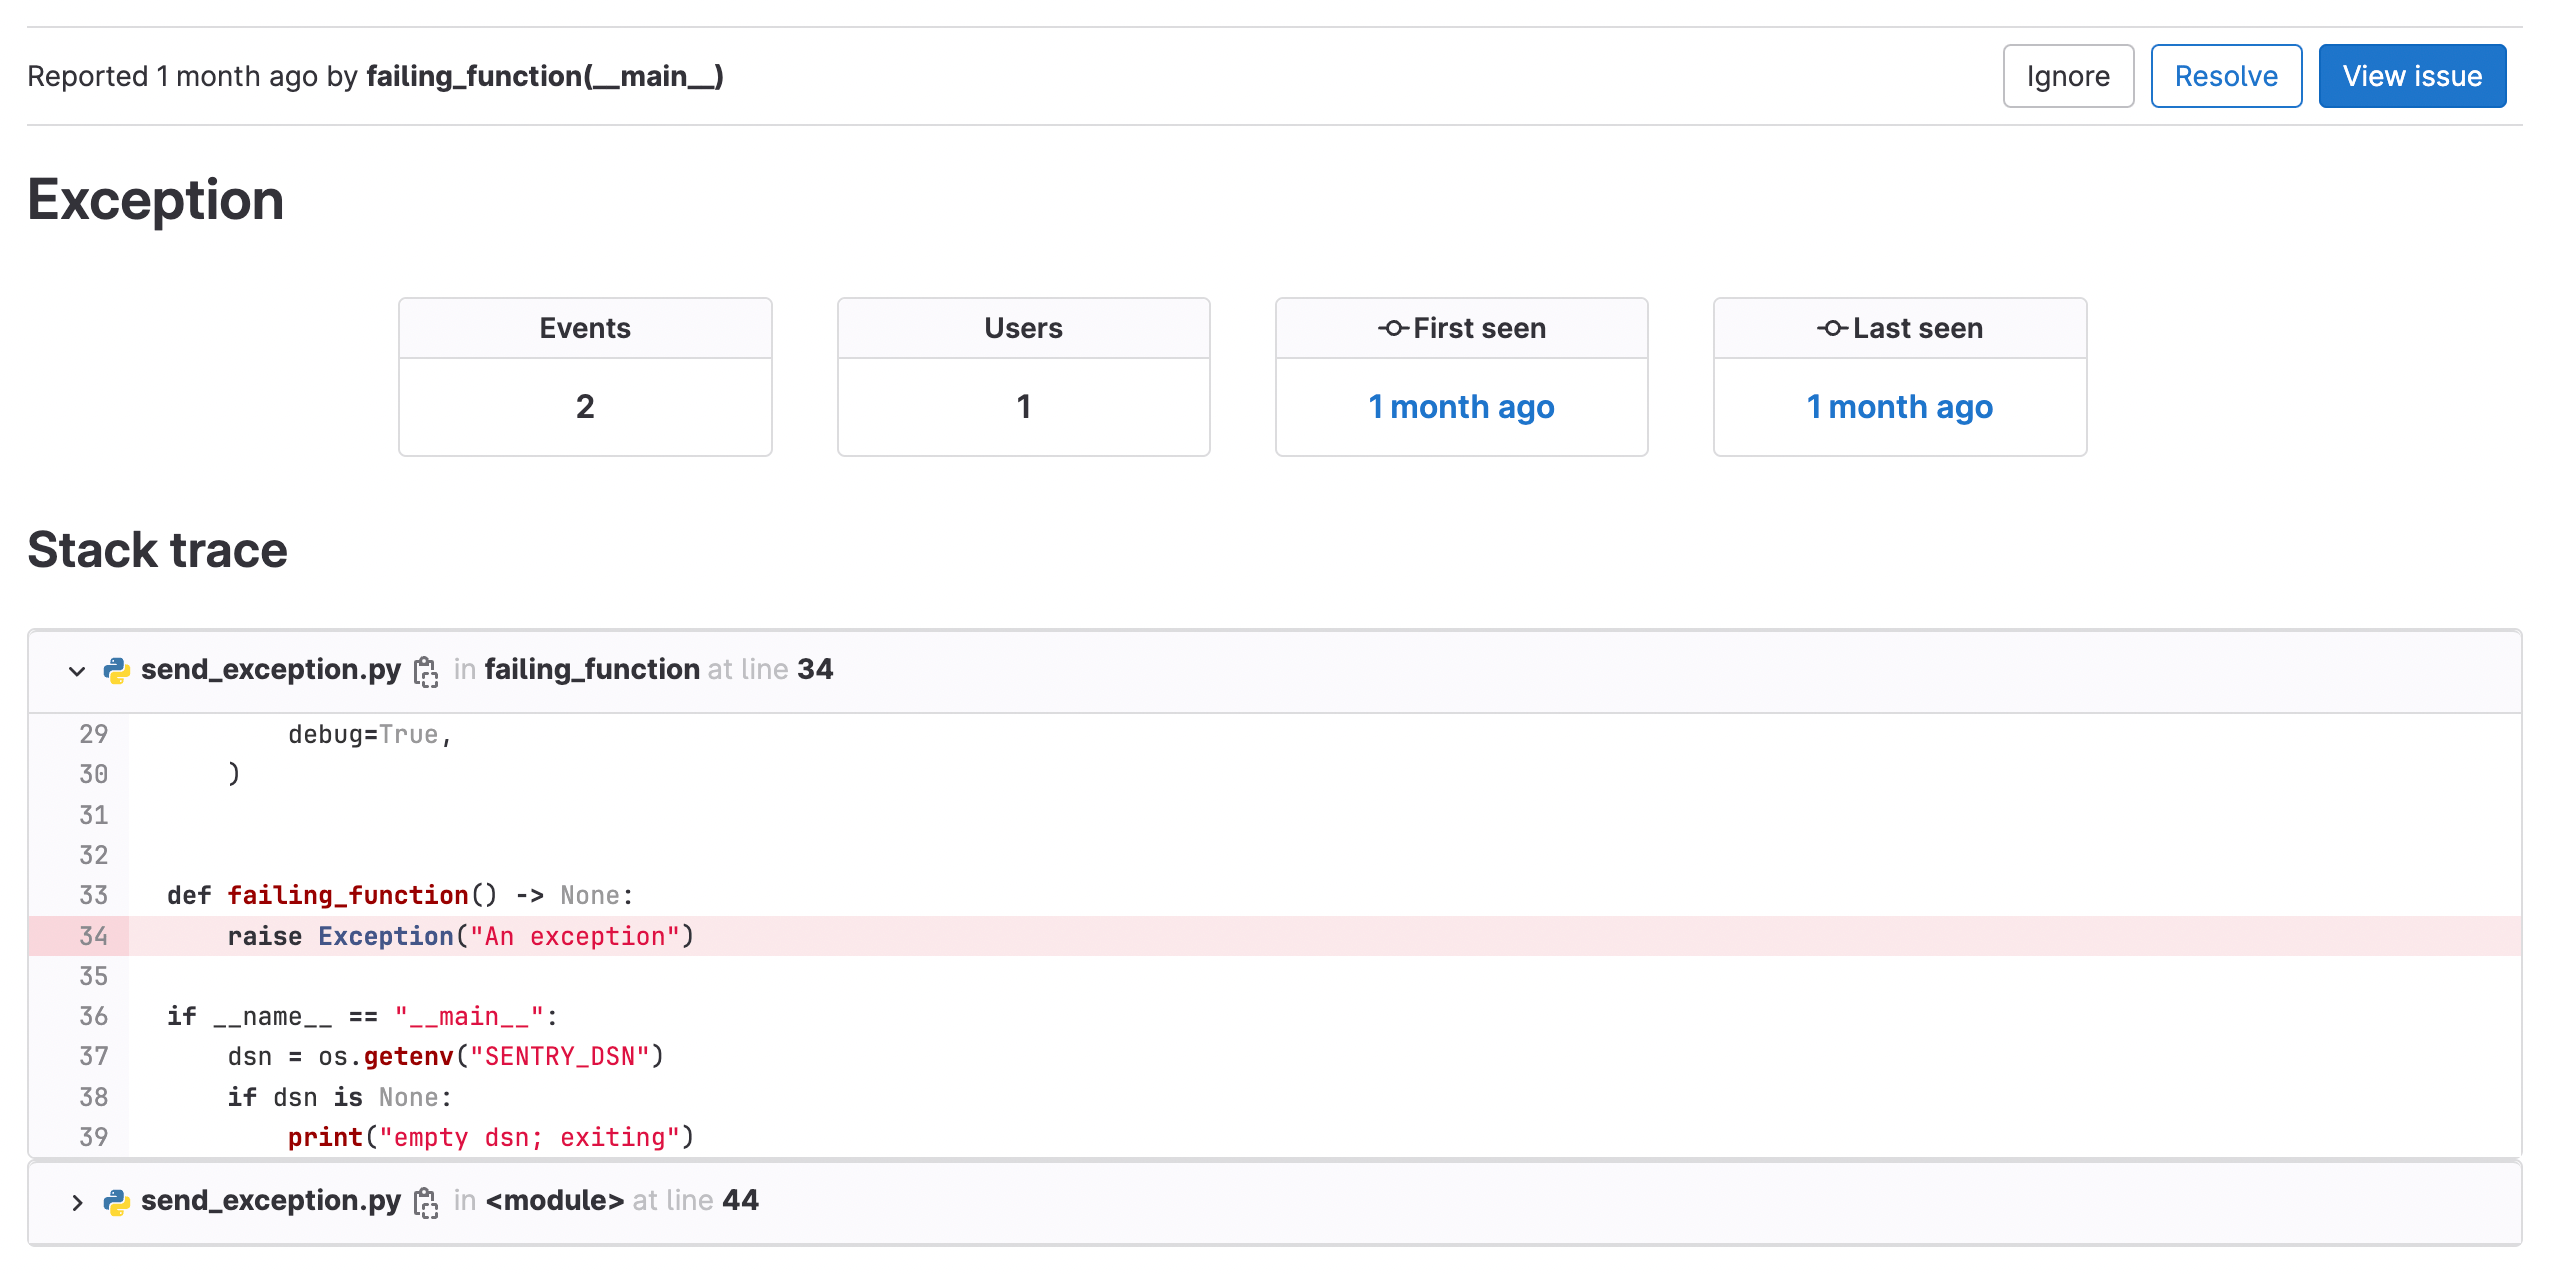 Reported 1 month ago by failing_function(__main__)
Ignore
Resolve
View issue
Exception
Events
Users
First seen
Last seen
2
1
1 month ago
1 month ago
Stack trace
send_exception.py in failing_function at line 34
29         debug=True,
30     )
31
32
33 def failing_function() -> None:
34     raise Exception("An exception")
35
36 if __name__ == "__main__":
37     dsn = os.getenv("SENTRY_DSN")
38     if dsn is None:
39         print("empty dsn; exiting")
send_exception.py in <module> at line 44